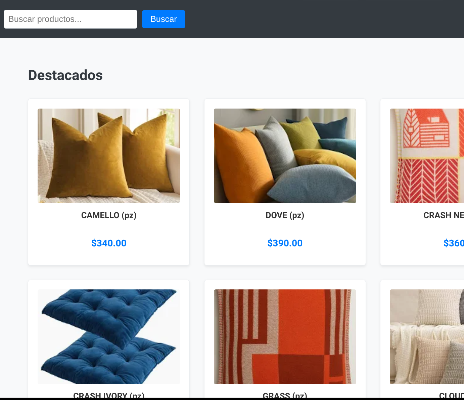 Buscar productos...
Buscar
Destacados
CAMELLO (pz)
DOVE (pz)
CRASH NE
$340.00
$390.00
$360
CRASH IVORY (pz)
GRASS (pz)
CLOUD